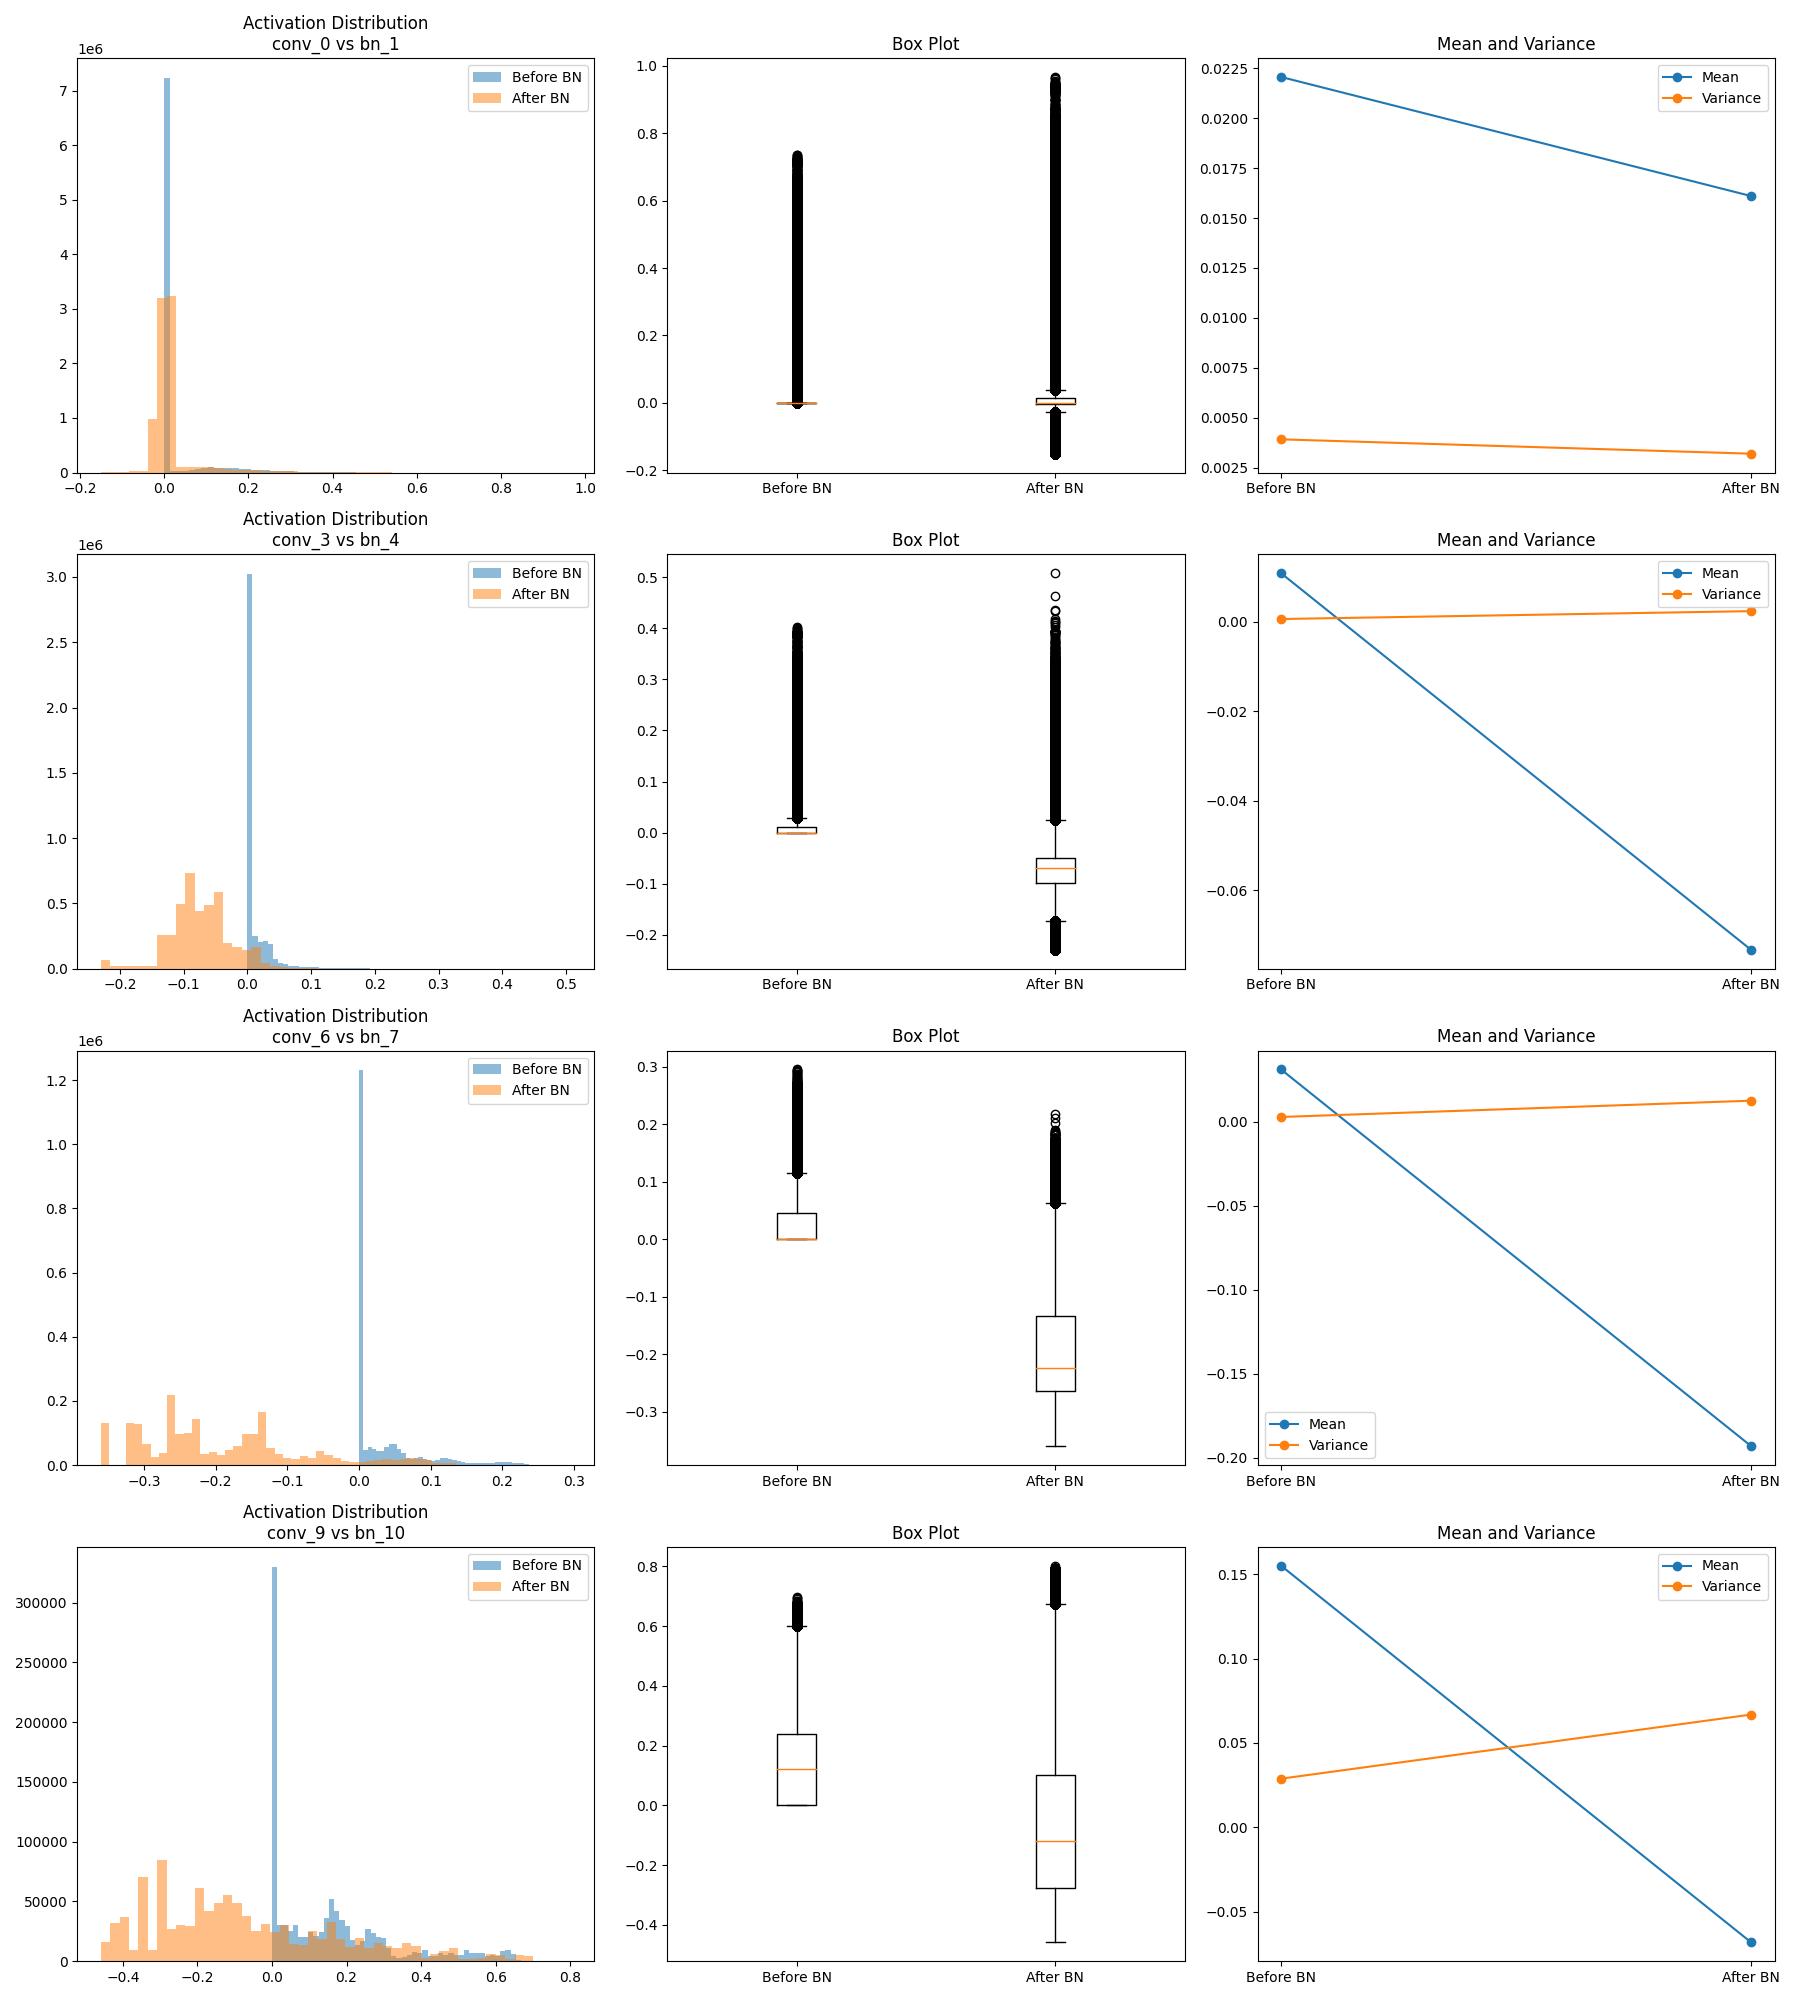 Activation Distribution
conv_0 vs bn_1
1e6
Before BN
After BN
7
6
5
4
3
2
1
0
−0.2 0.0 0.2 0.4 0.6 0.8 1.0
Box Plot
1.0
0.8
0.6
0.4
0.2
0.0
−0.2
Before BN After BN
Mean and Variance
Mean
Variance
0.0225
0.0200
0.0175
0.0150
0.0125
0.0100
0.0075
0.0050
0.0025
Before BN After BN
Activation Distribution
conv_3 vs bn_4
1e6
Before BN
After BN
3.0
2.5
2.0
1.5
1.0
0.5
0.0
−0.2 −0.1 0.0 0.1 0.2 0.3 0.4 0.5
Box Plot
0.5
0.4
0.3
0.2
0.1
0.0
−0.1
−0.2
Before BN After BN
Mean and Variance
Mean
Variance
0.00
−0.02
−0.04
−0.06
Before BN After BN
Activation Distribution
conv_6 vs bn_7
1e6
Before BN
After BN
1.2
1.0
0.8
0.6
0.4
0.2
0.0
−0.3 −0.2 −0.1 0.0 0.1 0.2 0.3
Box Plot
0.3
0.2
0.1
0.0
−0.1
−0.2
−0.3
Before BN After BN
Mean and Variance
0.00
−0.05
−0.10
−0.15
−0.20
Mean
Variance
Before BN After BN
Activation Distribution
conv_9 vs bn_10
Before BN
After BN
300000
250000
200000
150000
100000
50000
0
−0.4 −0.2 0.0 0.2 0.4 0.6 0.8
Box Plot
0.8
0.6
0.4
0.2
0.0
−0.2
−0.4
Before BN After BN
Mean and Variance
Mean
Variance
0.15
0.10
0.05
0.00
−0.05
Before BN After BN